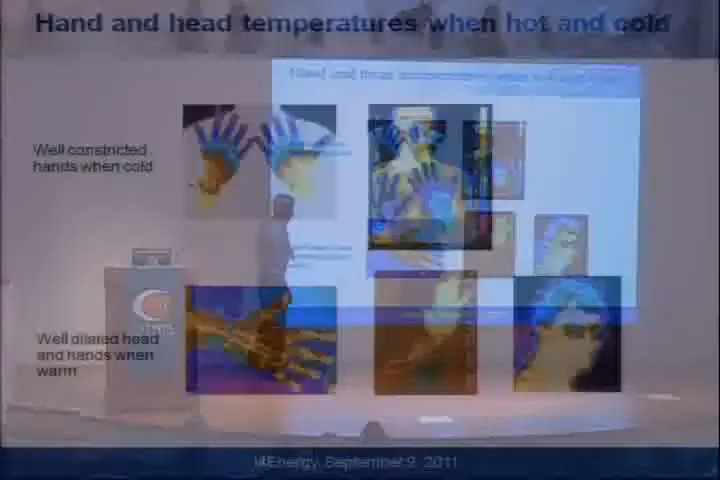 Hand and head temperatures when hot and cold
Well constricted
hands when cold
Well dilated head
and hands when
warm
September 9, 2011